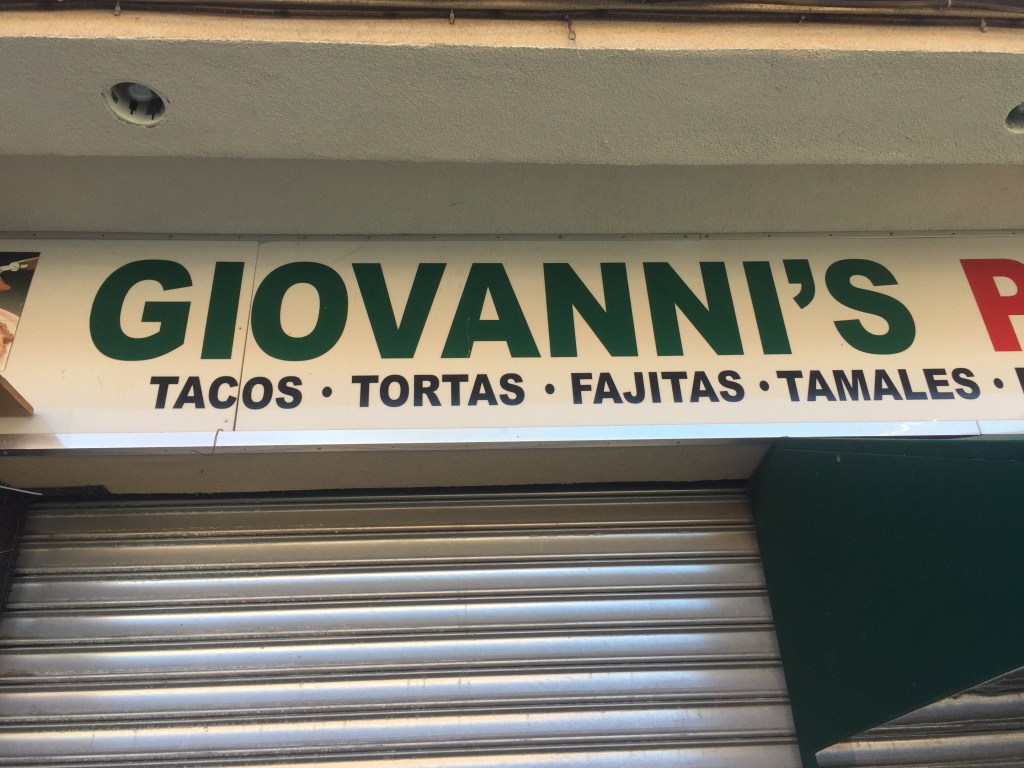 GIOVANNI'S
TACOS • TORTAS • FAJITAS • TAMALES •